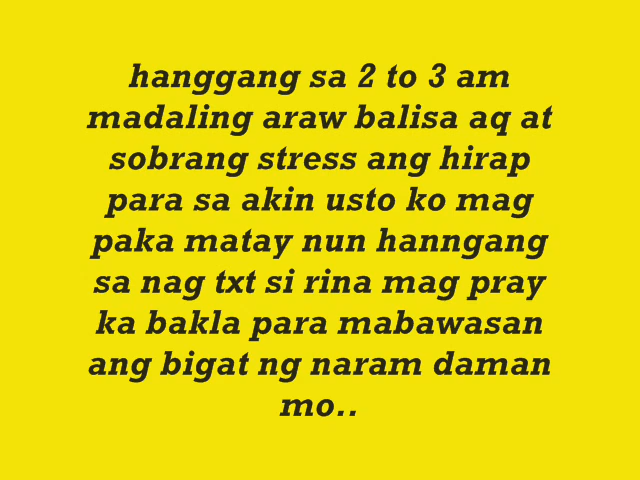 hanggang sa 2 to 3 am
madaling araw balisa aq at
sobrang stress ang hirap
para sa akin usto ko mag
paka matay nun hanngang
sa nag txt si rina mag pray
ka bakla para mabawasan
ang bigat ng naram daman
mo..